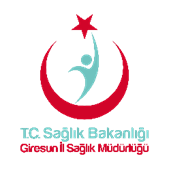 T.C. Sağlık Bakanlığı
Giresun İl Sağlık Müdürlüğü